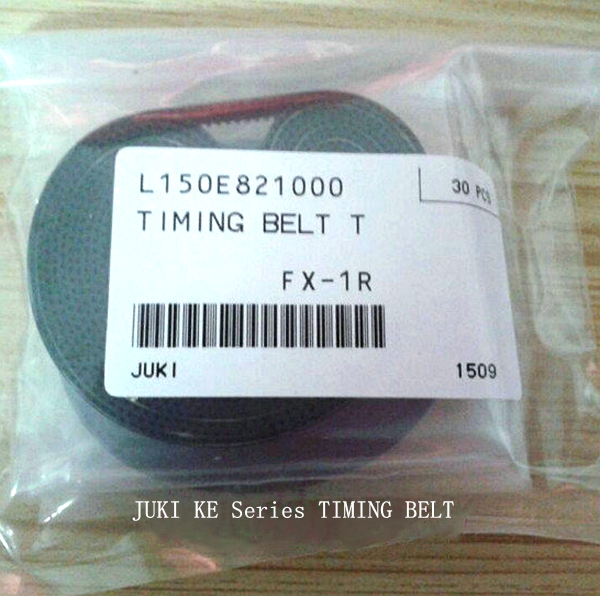 L150E821000
30 PCS
TIMING BELT T
FX-1R
JUKI
1509
JUKI KE Series TIMING BELT